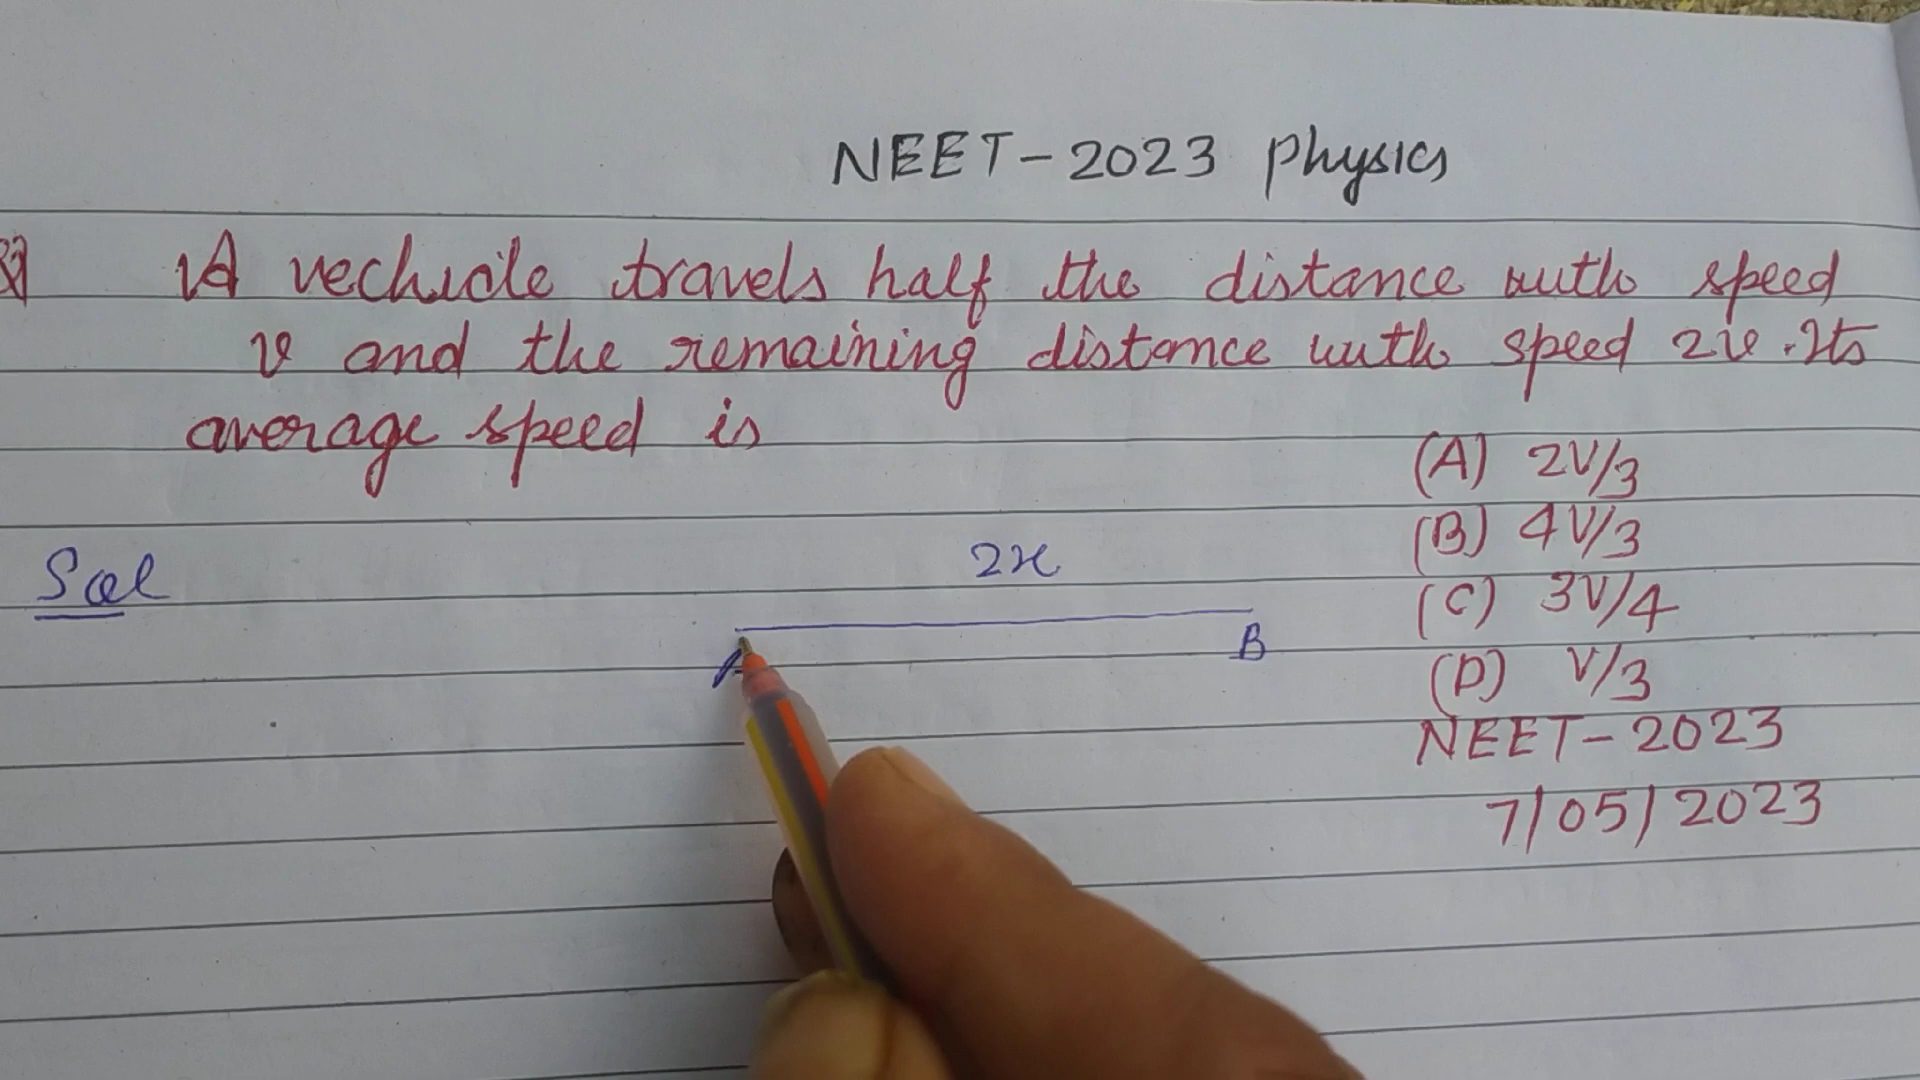 NEET-2023 Physics
Q) A vechicle travels half the distance with speed
v and the remaining distance with speed 2v. Its
average speed is
(A) 2V/3
(B) 4V/3
(C) 3V/4
(D) V/3
NEET-2023
7/05/2023
Sol
2x
A B